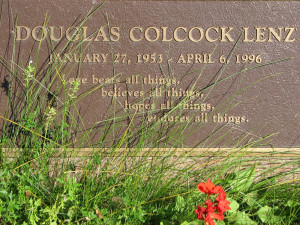 DOUGLAS COLCOCK LENZ
JANUARY 27, 1953 - APRIL 6, 1996
Love bears all things,
believes all things,
hopes all things,
endures all things.